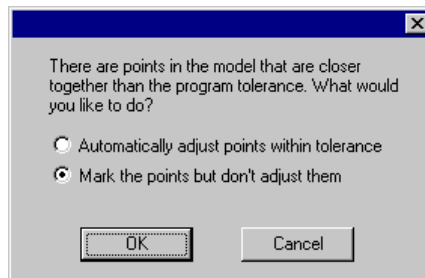 There are points in the model that are closer
together than the program tolerance. What would
you like to do?
Automatically adjust points within tolerance
Mark the points but don't adjust them
OK
Cancel